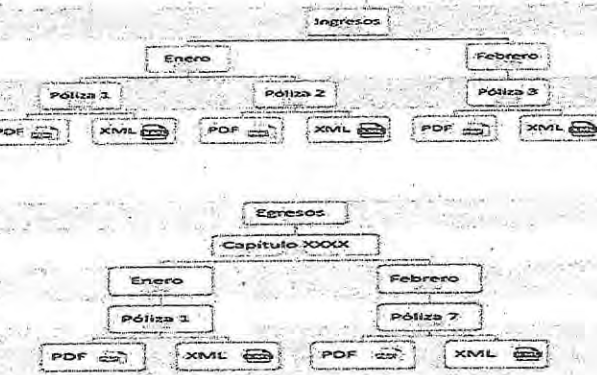 Ingresos
Enero Febrero
Póliza 1 Póliza 2 Póliza 3
PDF XML PDF XML PDF XML
Egresos
Capítulo XXXX
Enero Febrero
Póliza 1 Póliza 7
PDF XML PDF XML